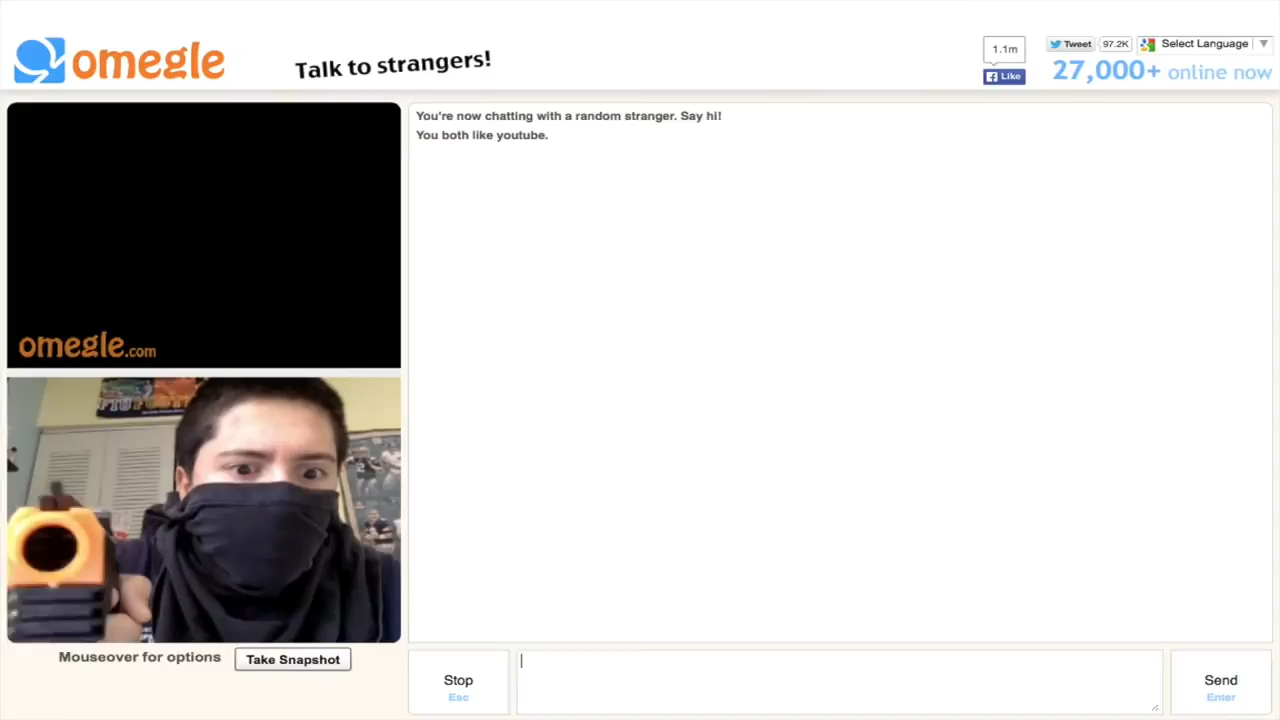 omegle
Talk to strangers!
1.1m
Like
Tweet
97.2K
Select Language
27,000+ online now
You're now chatting with a random stranger. Say hi!
You both like youtube.
omegle.com
Mouseover for options
Take Snapshot
Stop
Esc
Send
Enter